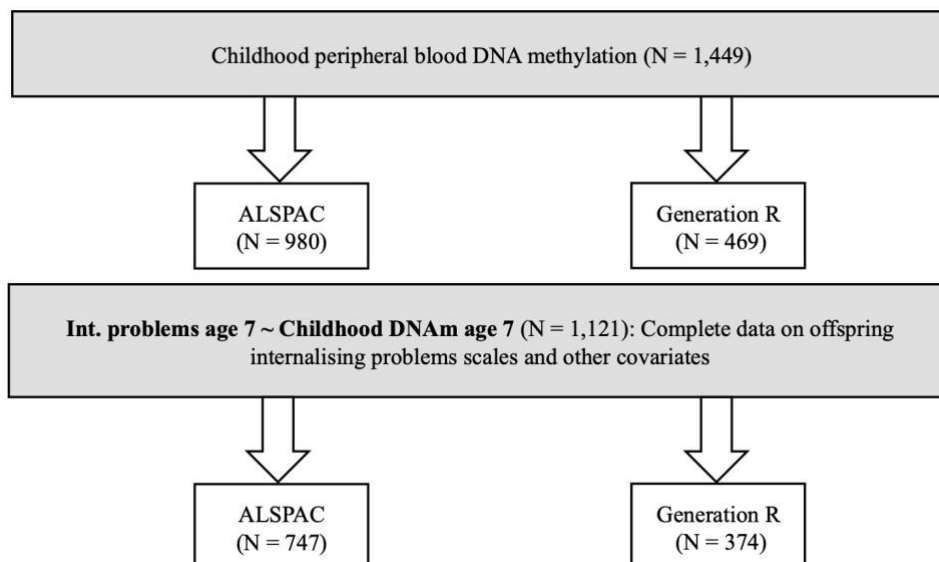 Childhood peripheral blood DNA methylation (N = 1,449)
ALSPAC
(N = 980)
Generation R
(N = 469)
Int. problems age 7 ~ Childhood DNAm age 7 (N = 1,121): Complete data on offspring
internalising problems scales and other covariates
ALSPAC
(N = 747)
Generation R
(N = 374)